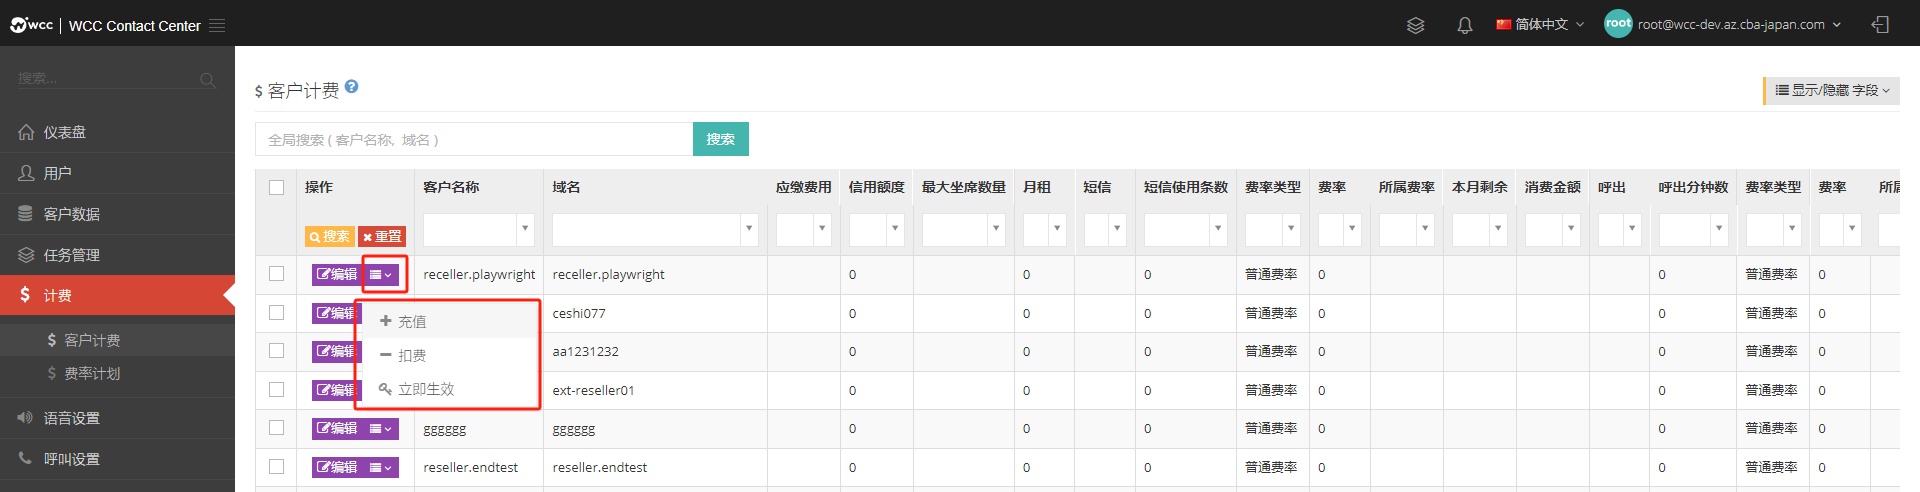 wcc | WCC Contact Center
简体中文
root
root@wcc-dev.az.cba-japan.com
搜索...
仪表盘
用户
客户数据
任务管理
$ 计费
$ 客户计费
$ 费率计划
语音设置
呼叫设置
$ 客户计费 ?
显示/隐藏 字段
全局搜索 ( 客户名称, 域名 )
搜索
操作 客户名称 域名 应缴费用 信用额度 最大坐席数量 月租 短信 短信使用条数 费率类型 费率 所属费率 本月剩余 消费金额 呼出 呼出分钟数 费率类型 费率 所属
搜索 重置
编辑 receller.playwright receller.playwright 0 0 0 普通费率 0 0 普通费率 0
编辑 ceshi077 0 0 0 普通费率 0 0 普通费率 0
编辑 aa1231232 0 0 0 普通费率 0 0 普通费率 0
编辑 ext-reseller01 0 0 0 普通费率 0 0 普通费率 0
充值
扣费
立即生效
编辑 gggggg gggggg 0 0 0 普通费率 0 0 普通费率 0
编辑 reseller.endtest reseller.endtest 0 0 0 普通费率 0 0 普通费率 0